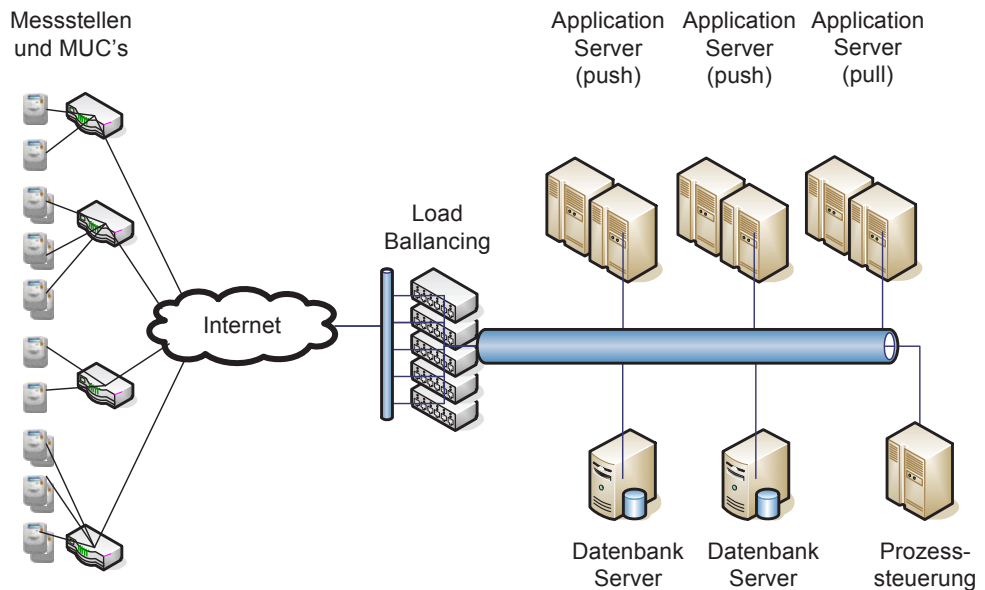 Messstellen
und MUC's
Application
Server
(push)
Application
Server
(push)
Application
Server
(pull)
Load
Ballancing
Internet
Datenbank
Server
Datenbank
Server
Prozess-
steuerung